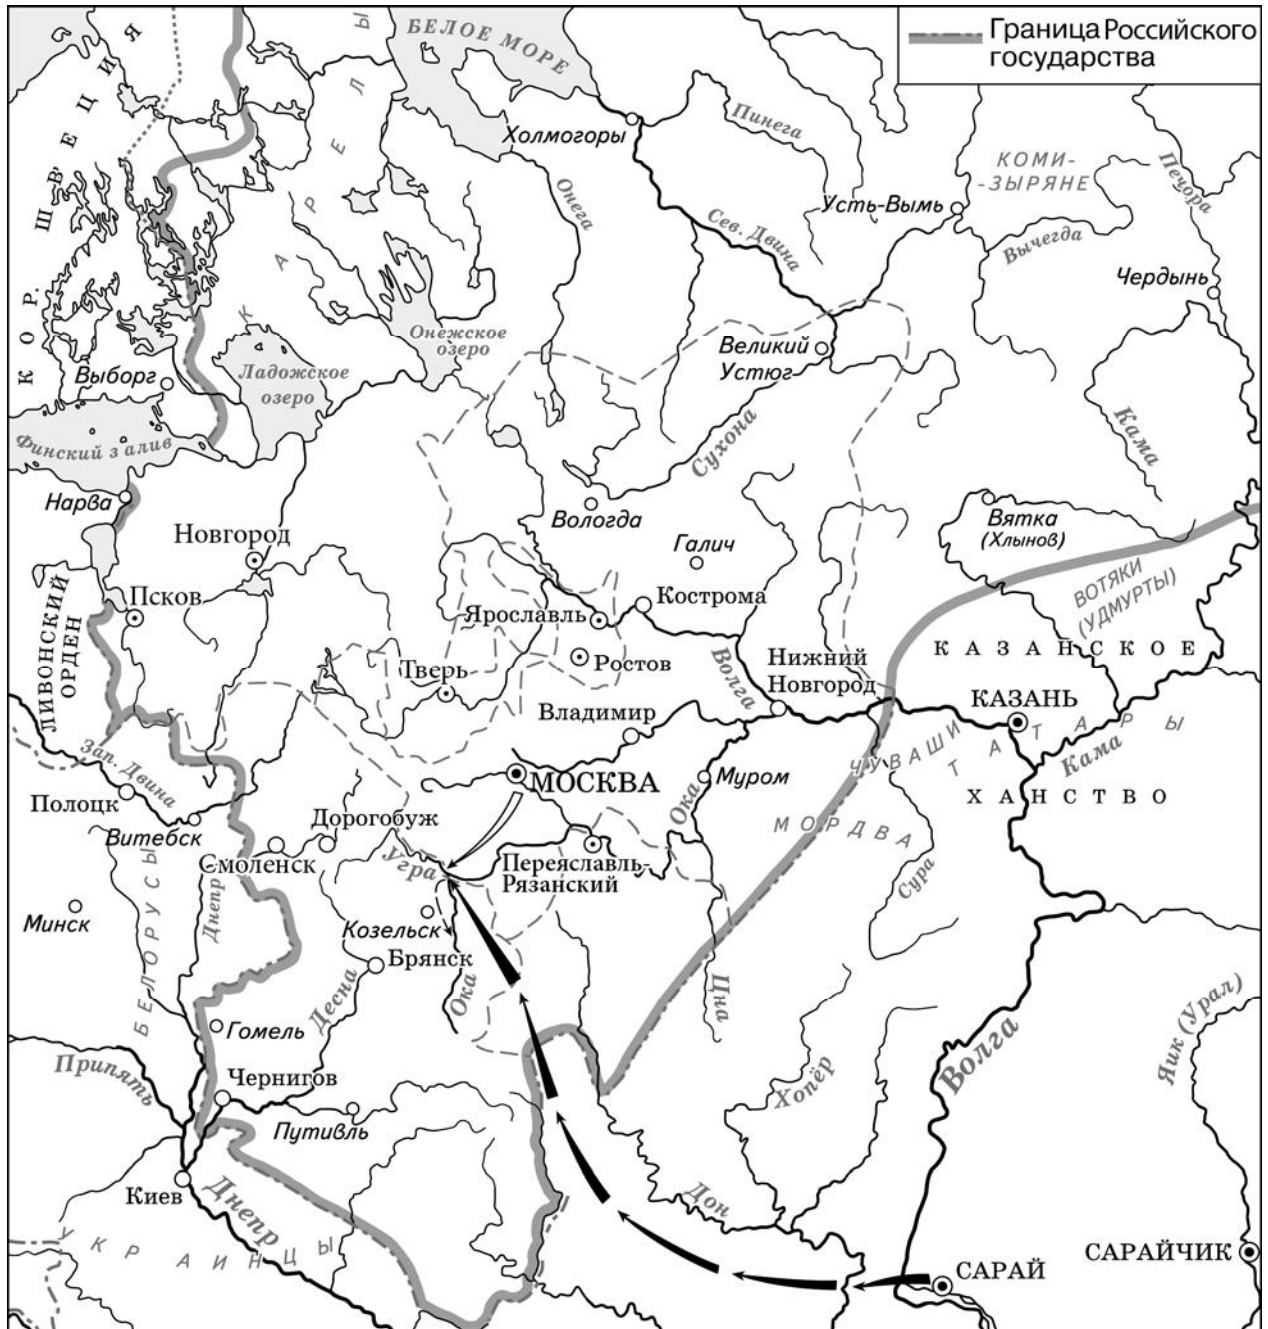 Граница Российского
государства
БЕЛОЕ МОРЕ
КОР. ШВЕЦИЯ
КАРЕЛЫ
Холмогоры
Пинега
КОМИ-
-ЗЫРЯНЕ
Печора
Онега
Усть-Вымь
Сев. Двина
Вычегда
Чердынь
Онежское
озеро
Великий
Устюг
Выборг
Ладожское
озеро
Финский залив
Сухона
Кама
Нарва
Вологда
Вятка
(Хлынов)
Новгород
Галич
ВОТЯКИ
(УДМУРТЫ)
ЛИВОНСКИЙ
ОРДЕН
Псков
Ярославль
Кострома
КАЗАНСКОЕ
Тверь
Ростов
Волга
Нижний
Новгород
Владимир
КАЗАНЬ
ТАТАРЫ
ЧУВАШИ
Кама
Зап. Двина
МОСКВА
Муром
Ока
ХАНСТВО
Полоцк
Витебск
Дорогобуж
МОРДВА
Смоленск
Угра
Переяславль-
Рязанский
Сура
Днепр
Минск
БЕЛОРУСЫ
Козельск
Брянск
Ока
Цна
Десна
Гомель
Волга
Яик (Урал)
Припять
Чернигов
Хопёр
Путивль
Киев
Днепр
Дон
УКРАИНЦЫ
САРАЙЧИК
САРАЙ